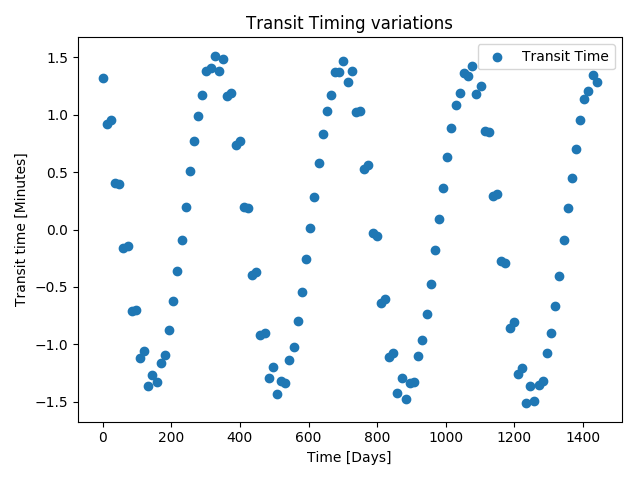 Transit Timing variations
Transit Time
1.5
1.0
0.5
0.0
−0.5
−1.0
−1.5
Transit time [Minutes]
0 200 400 600 800 1000 1200 1400
Time [Days]